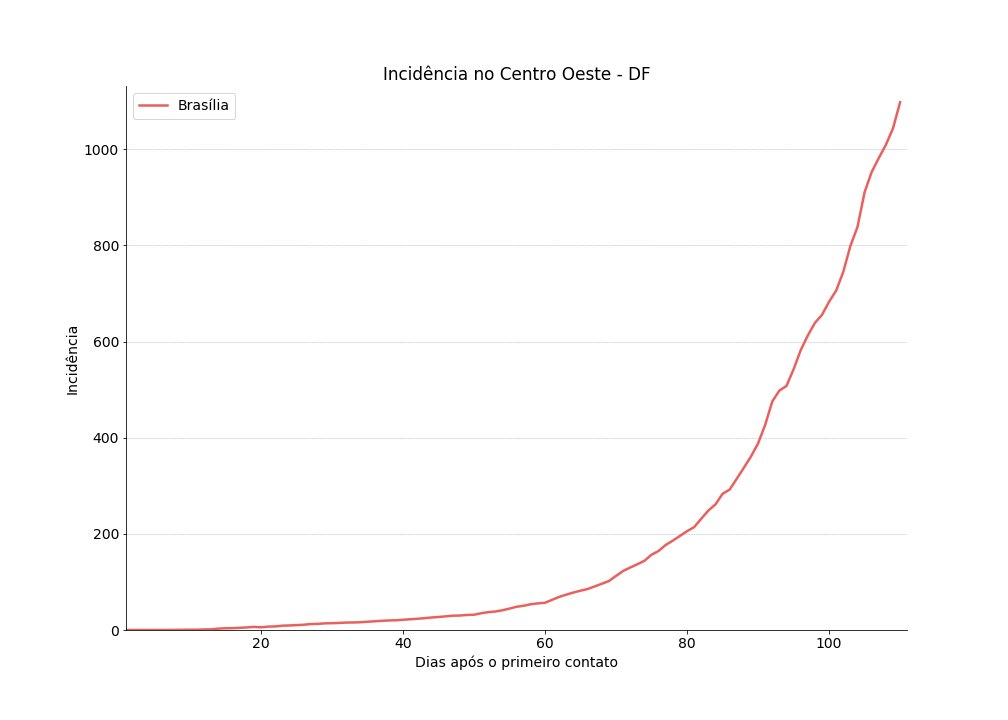 Incidência no Centro Oeste - DF
Brasília
1000
800
600
400
200
0
Incidência
20 40 60 80 100
Dias após o primeiro contato